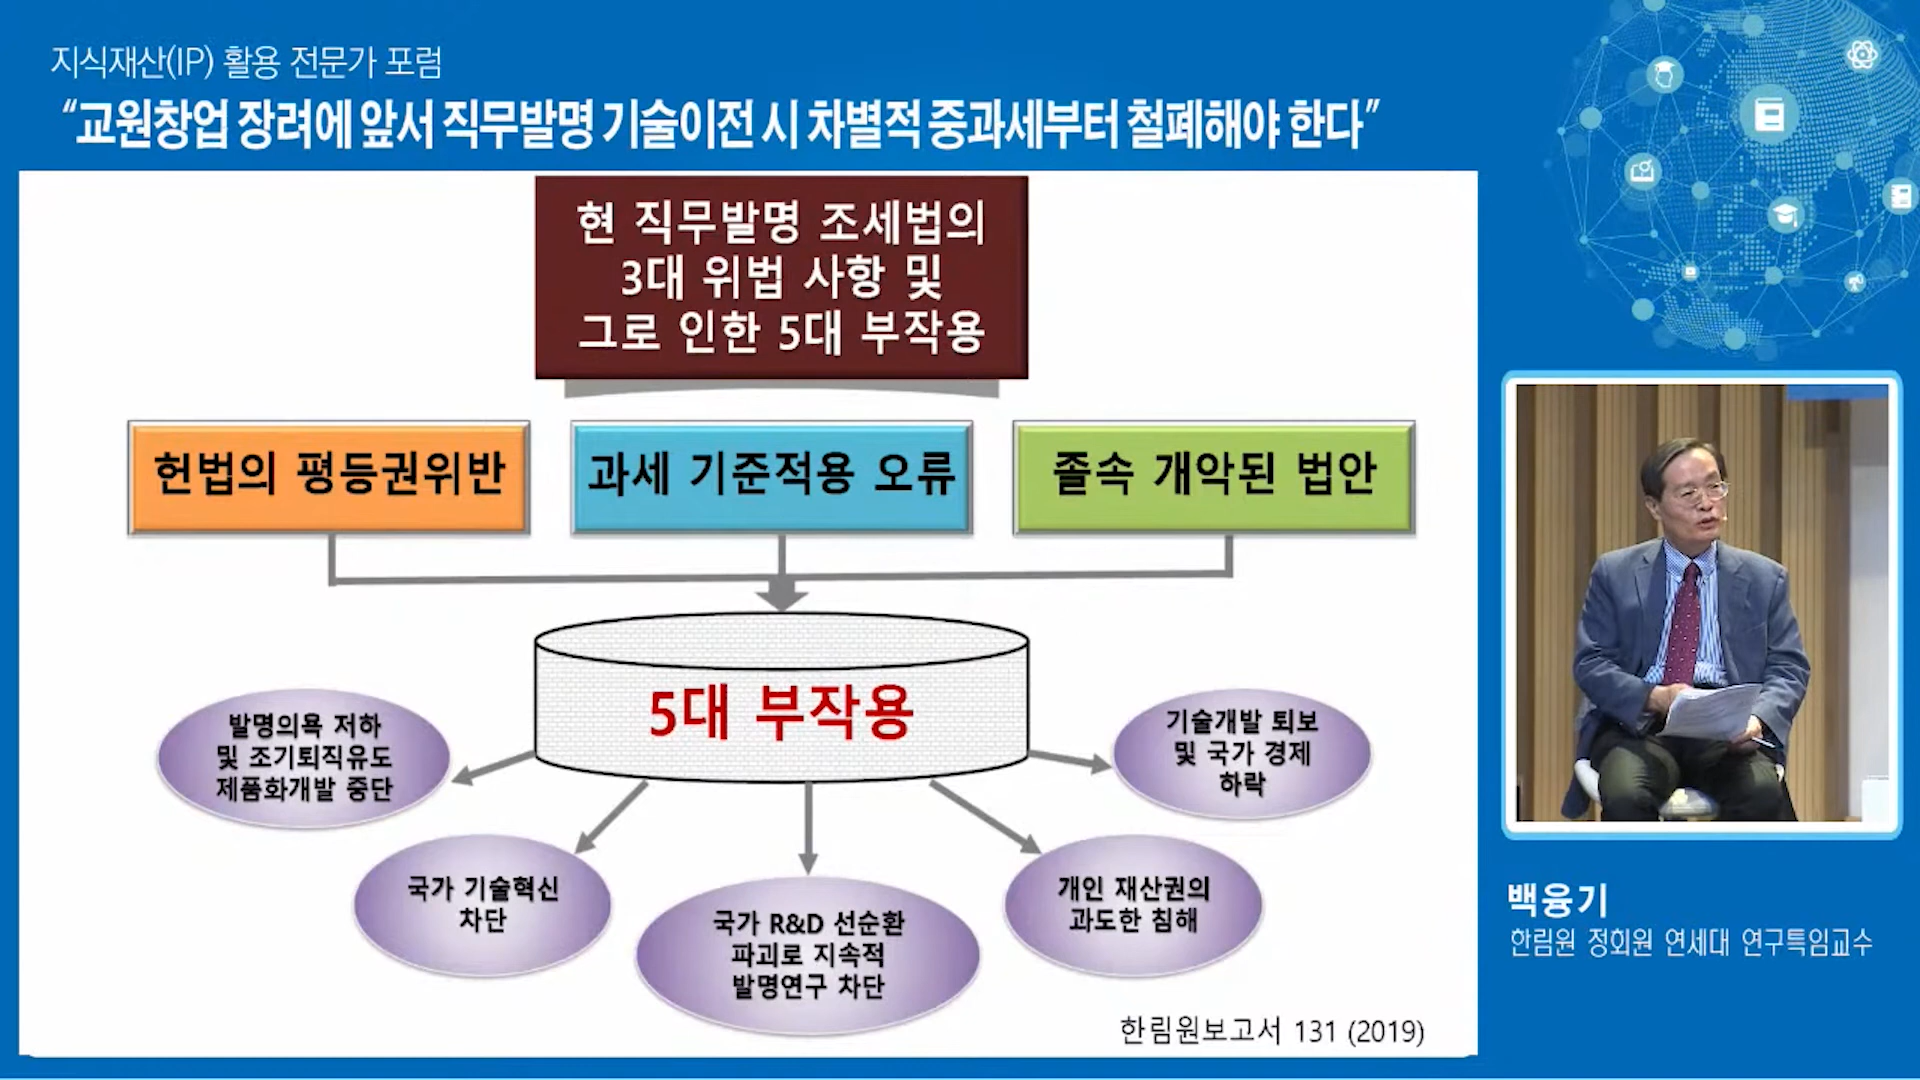 지식재산(IP) 활용 전문가 포럼
“교원창업 장려에 앞서 직무발명 기술이전 시 차별적 중과세부터 철폐해야 한다”
현 직무발명 조세법의
3대 위법 사항 및
그로 인한 5대 부작용
헌법의 평등권위반
과세 기준적용 오류
졸속 개악된 법안
5대 부작용
발명의욕 저하
및 조기퇴직유도
제품화개발 중단
국가 기술혁신
차단
국가 R&D 선순환
파괴로 지속적
발명연구 차단
개인 재산권의
과도한 침해
기술개발 퇴보
및 국가 경제
하락
한림원보고서 131 (2019)
백융기
한림원 정회원 연세대 연구특임교수